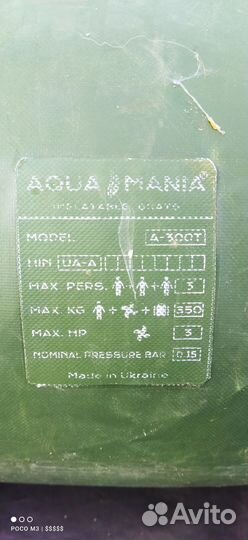 AQUA MANIA®
INFLATABLE BOATS
MODEL A-300T
HIN UA-A
MAX. PERS. + + 3
MAX. KG + + 350
MAX. HP 3
NOMINAL PRESSURE BAR 0.15
Made in Ukraine
POCO M3 | $$$$$
Avito